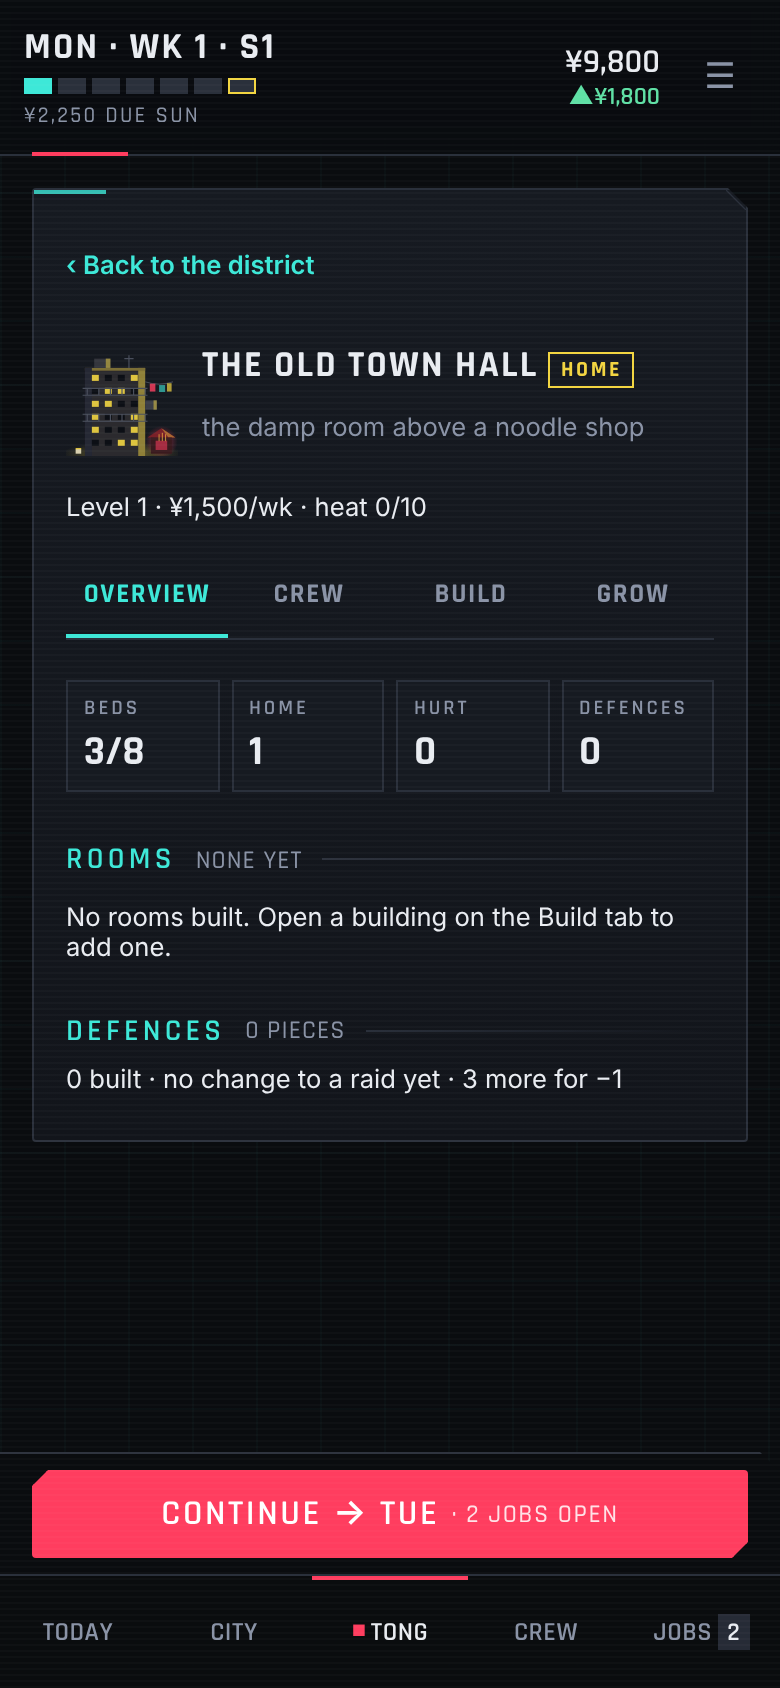 MON · WK 1 · S1
¥2,250 DUE SUN
¥9,800
▲¥1,800
☰
‹ Back to the district
THE OLD TOWN HALL HOME
the damp room above a noodle shop
Level 1 · ¥1,500/wk · heat 0/10
OVERVIEW CREW BUILD GROW
BEDS HOME HURT DEFENCES
3/8 1 0 0
ROOMS NONE YET
No rooms built. Open a building on the Build tab to
add one.
DEFENCES 0 PIECES
0 built · no change to a raid yet · 3 more for −1
CONTINUE → TUE · 2 JOBS OPEN
TODAY CITY TONG CREW JOBS 2